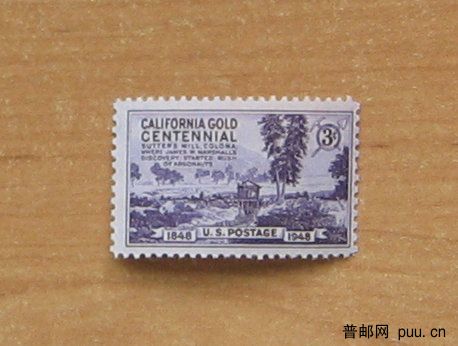 CALIFORNIA GOLD
CENTENNIAL
SUTTER'S MILL, COLOMA,
WHERE JAMES W. MARSHALL'S
DISCOVERY STARTED RUSH
OF ARGONAUTS
3¢
1848 U.S. POSTAGE 1948
普邮网 puu.cn